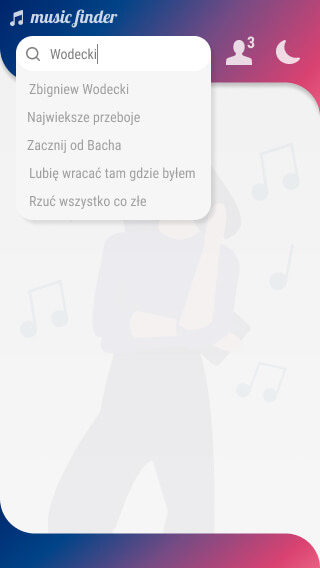 music finder
Wodecki
3
Zbigniew Wodecki
Najwieksze przeboje
Zacznij od Bacha
Lubię wracać tam gdzie byłem
Rzuć wszystko co złe